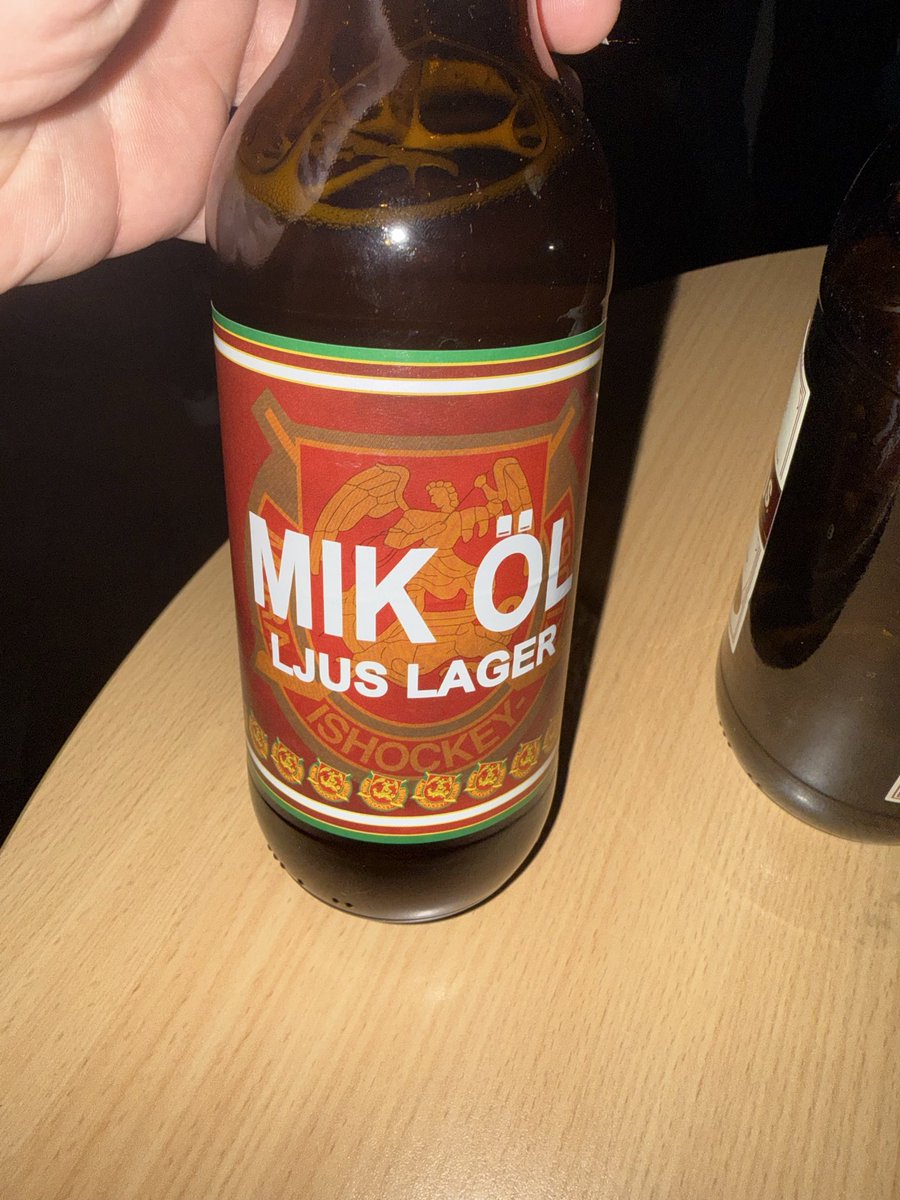 MIK ÖL
LJUS LAGER
ISHOCKEY-